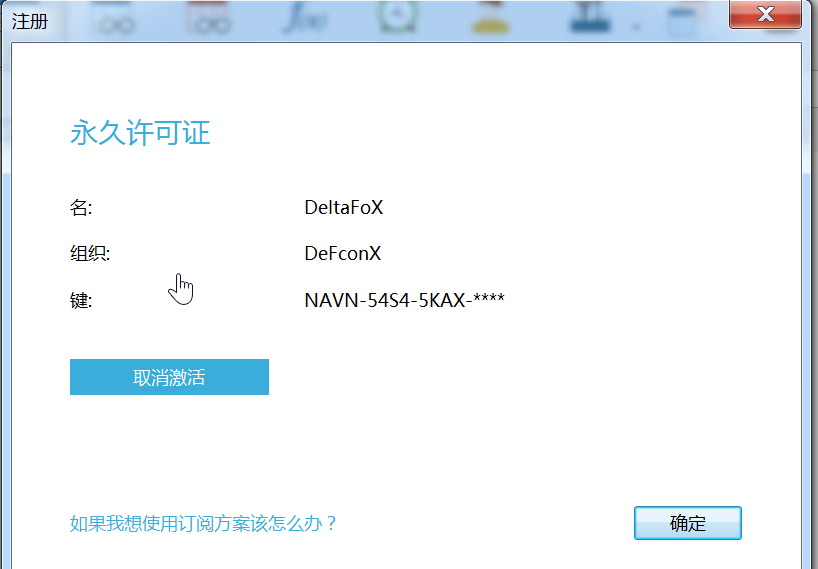 注册
永久许可证
名: DeltaFoX
组织: DeFconX
键: NAVN-54S4-5KAX-****
取消激活
如果我想使用订阅方案该怎么办？
确定